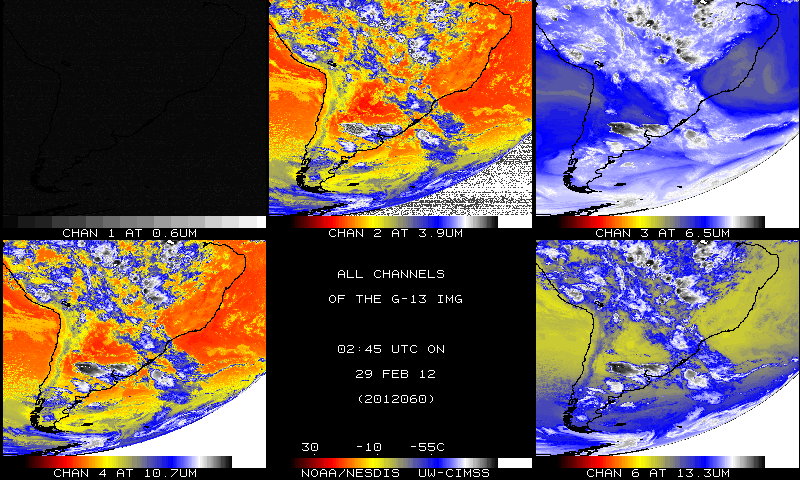 CHAN 1 AT 0.6UM
CHAN 2 AT 3.9UM
CHAN 3 AT 6.5UM
ALL CHANNELS
OF THE G-13 IMG
02:45 UTC ON
29 FEB 12
(2012060)
30 -10 -55C
CHAN 4 AT 10.7UM
NOAA/NESDIS UW-CIMSS
CHAN 6 AT 13.3UM